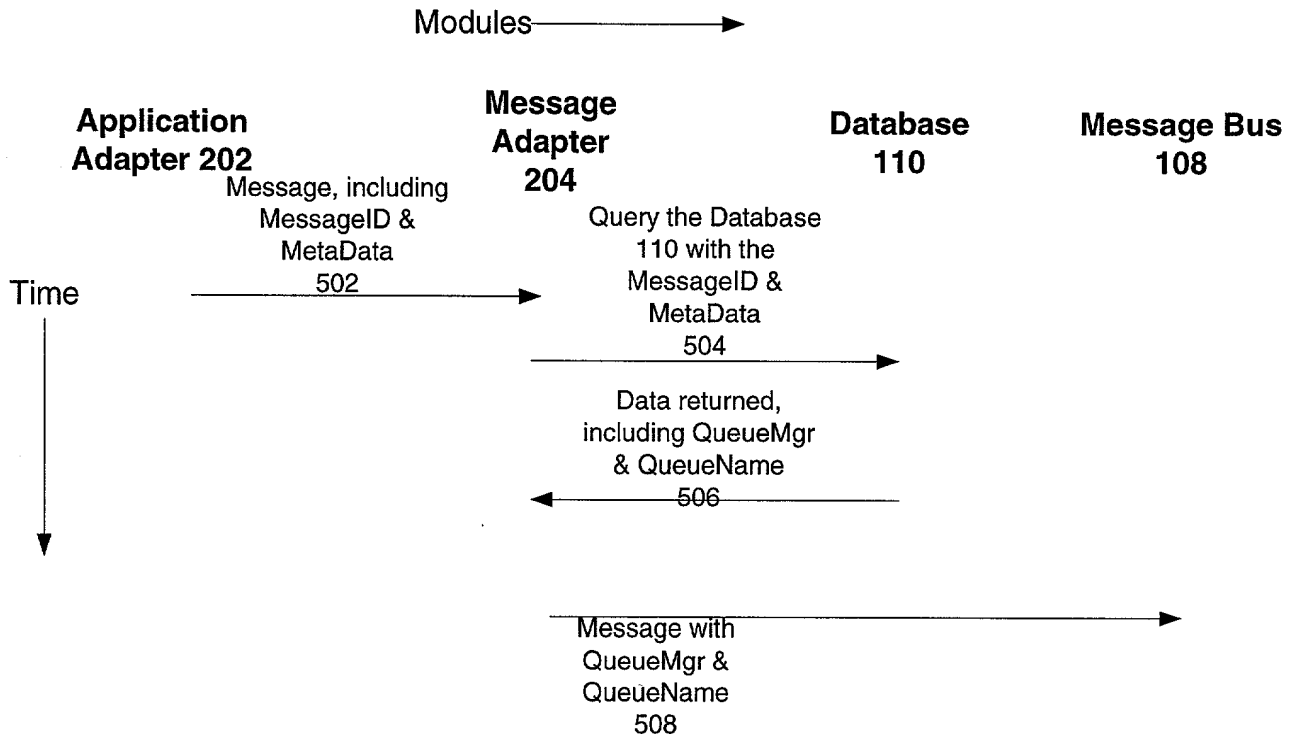 Modules
Application
Adapter 202
Message
Adapter
204
Database
110
Message Bus
108
Message, including
MessageID &
MetaData
502
Query the Database
110 with the
MessageID &
MetaData
504
Time
Data returned,
including QueueMgr
& QueueName
506
Message with
QueueMgr &
QueueName
508